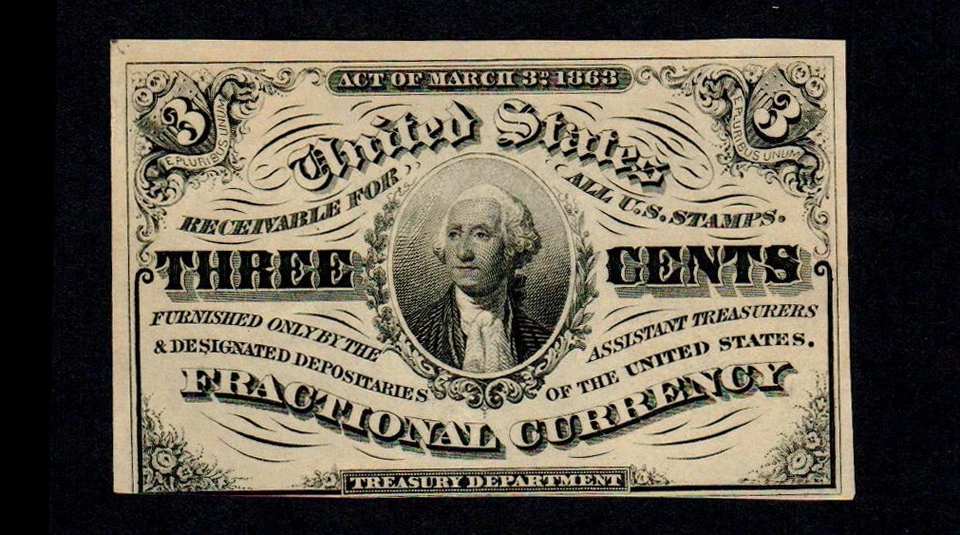 ACT OF MARCH 3D. 1863
3 3
E PLURIBUS UNUM E PLURIBUS UNUM
United States
RECEIVABLE FOR ALL U.S. STAMPS.
THREE CENTS
FURNISHED ONLY BY THE ASSISTANT TREASURERS
& DESIGNATED DEPOSITARIES OF THE UNITED STATES.
FRACTIONAL CURRENCY
TREASURY DEPARTMENT